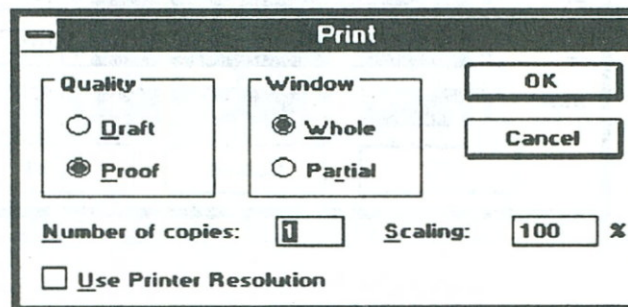 Print
Quality
Draft
Proof
Window
Whole
Partial
OK
Cancel
Number of copies: 1
Scaling: 100 %
Use Printer Resolution